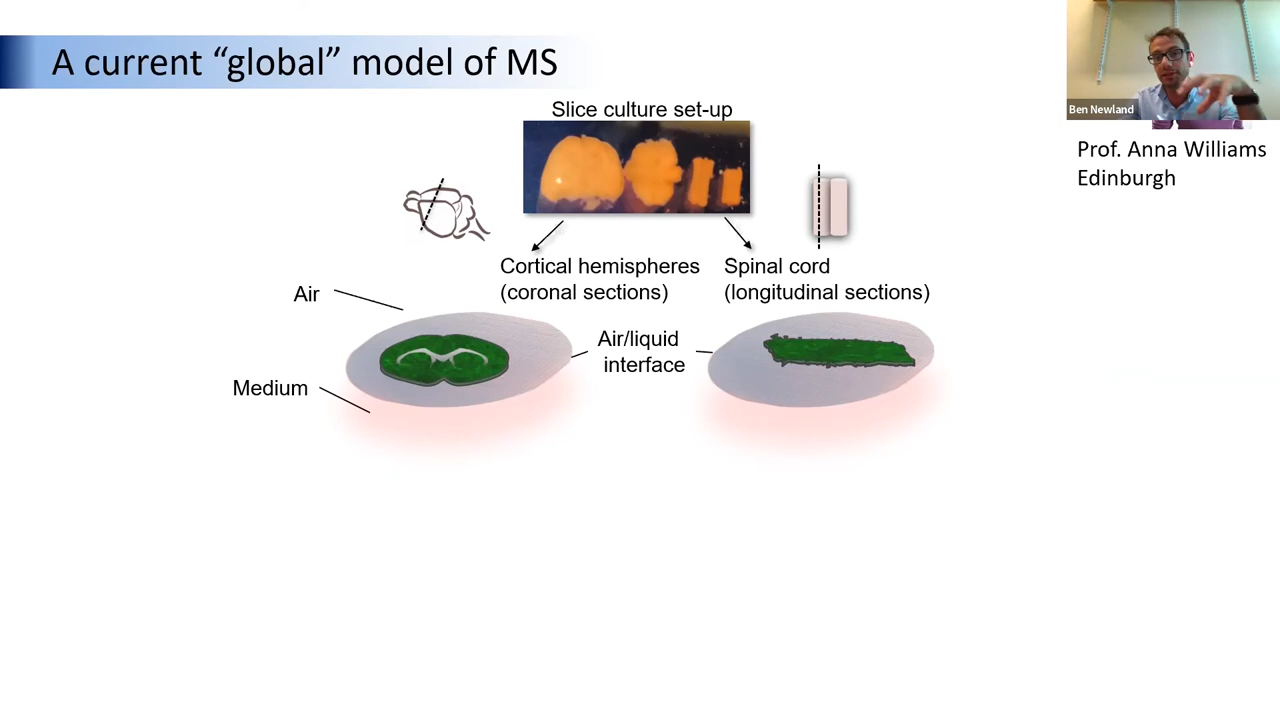 A current “global” model of MS
Ben Newland
Prof. Anna Williams
Edinburgh
Slice culture set-up
Cortical hemispheres
(coronal sections)
Spinal cord
(longitudinal sections)
Air
Air/liquid
interface
Medium